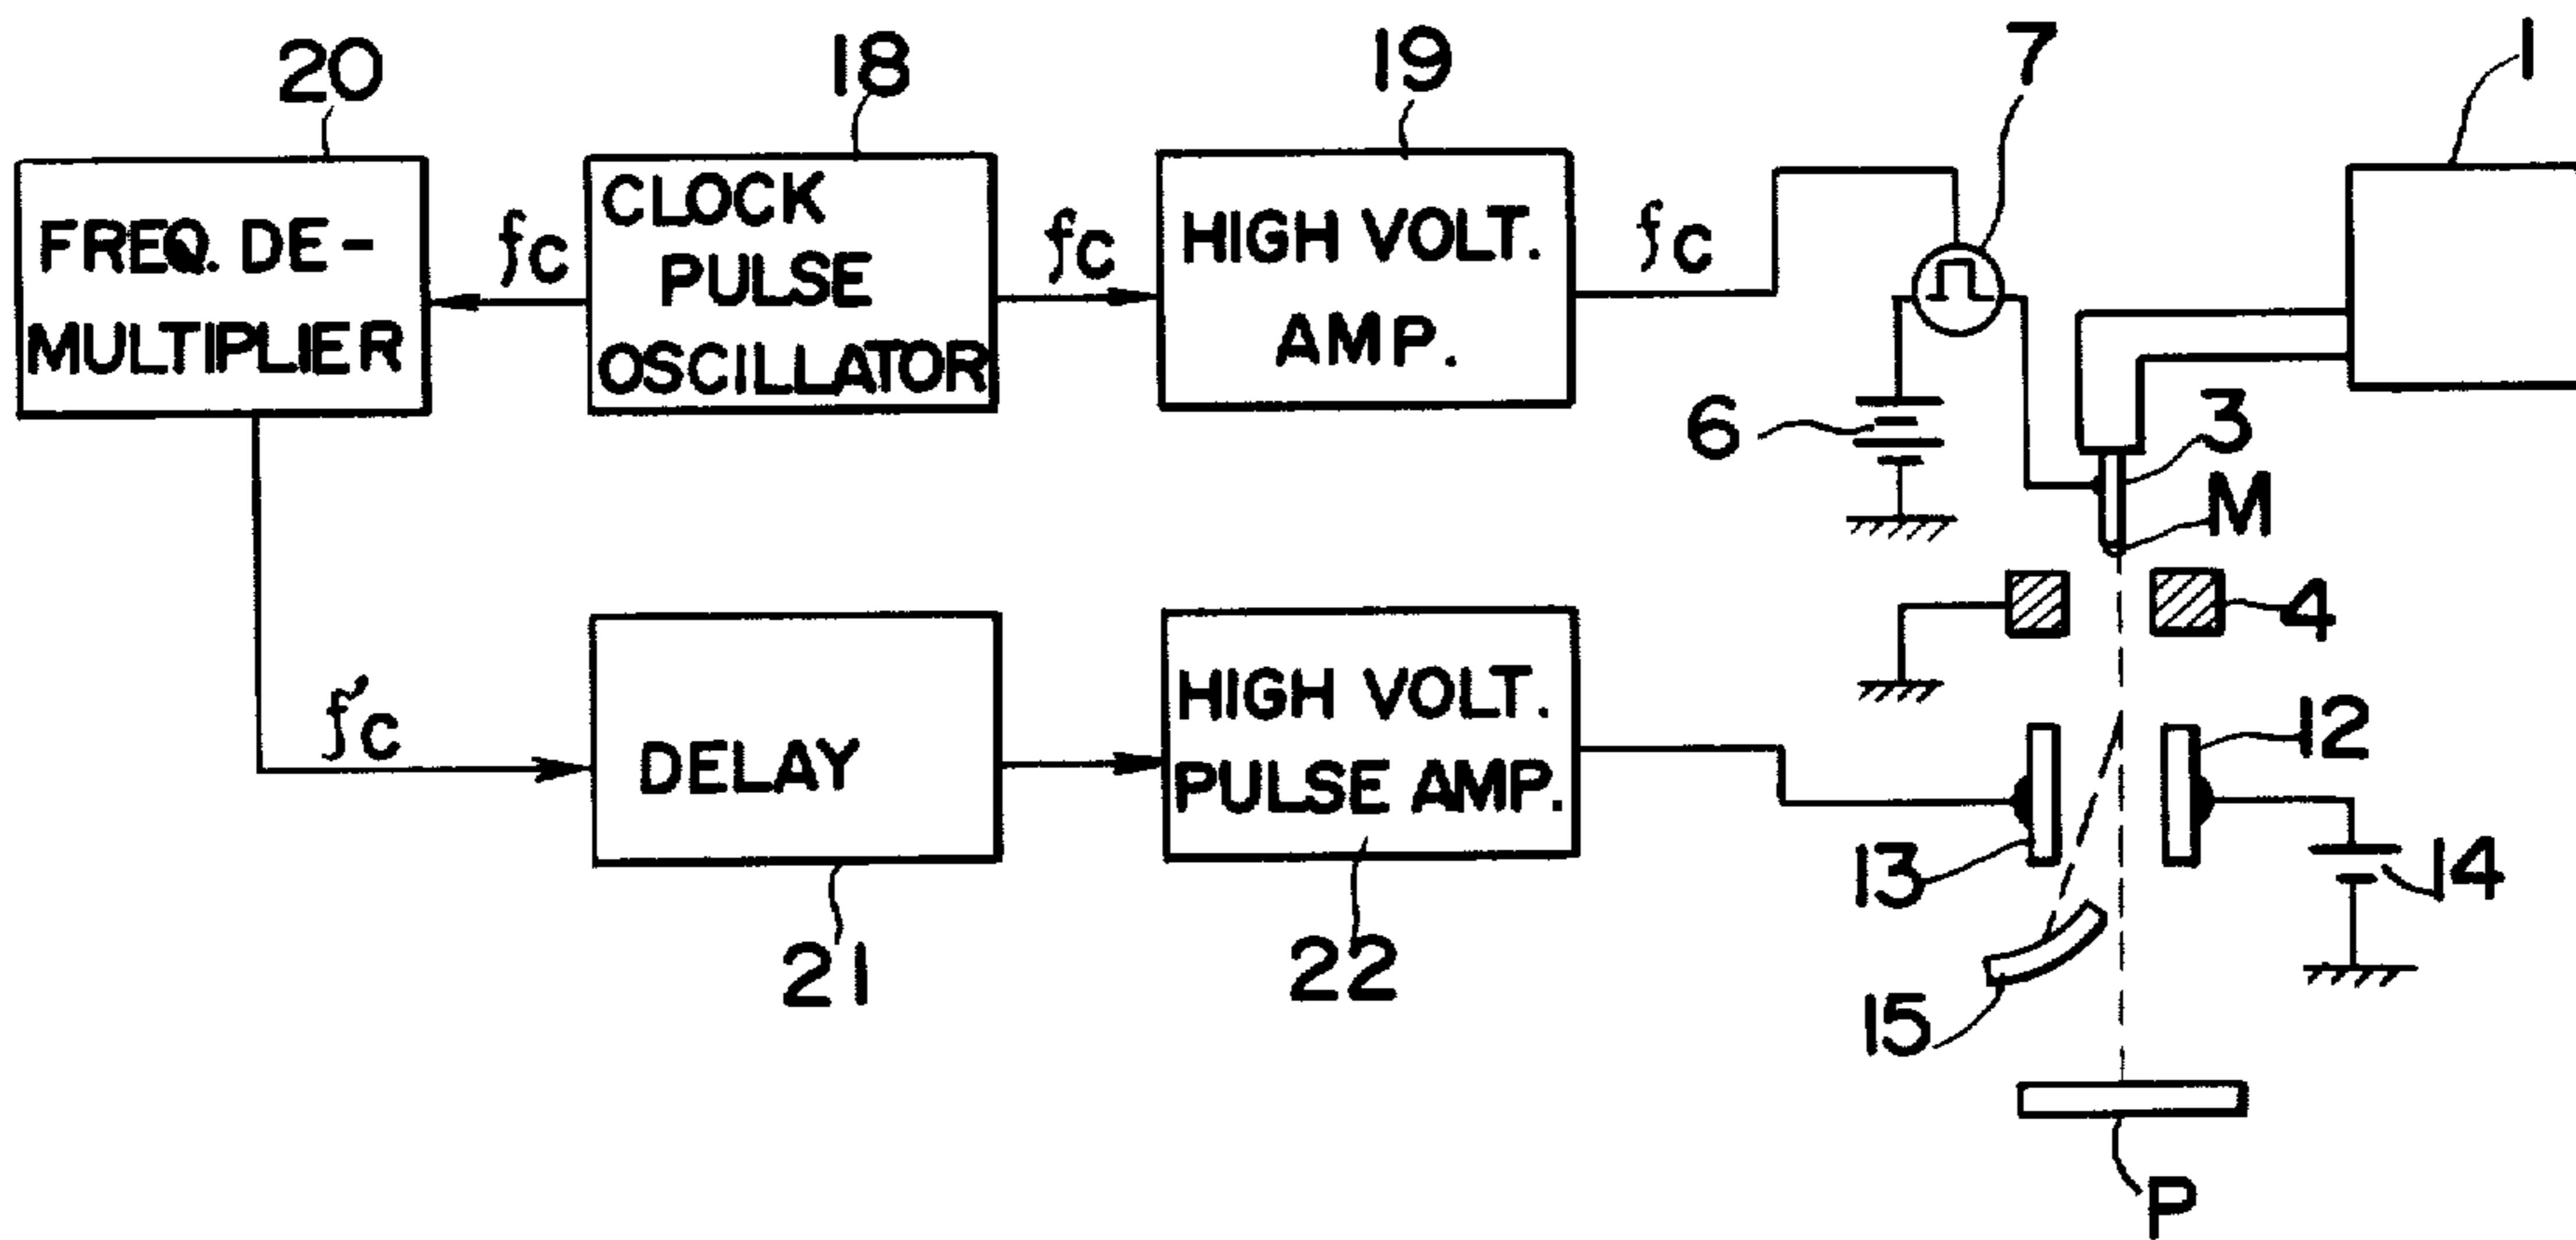 20
18
19
7
1
FREQ. DE-
MULTIPLIER
fc
CLOCK
PULSE
OSCILLATOR
fc
HIGH VOLT.
AMP.
fc
6
3
M
4
f'c
DELAY
HIGH VOLT.
PULSE AMP.
12
13
14
21
22
15
P